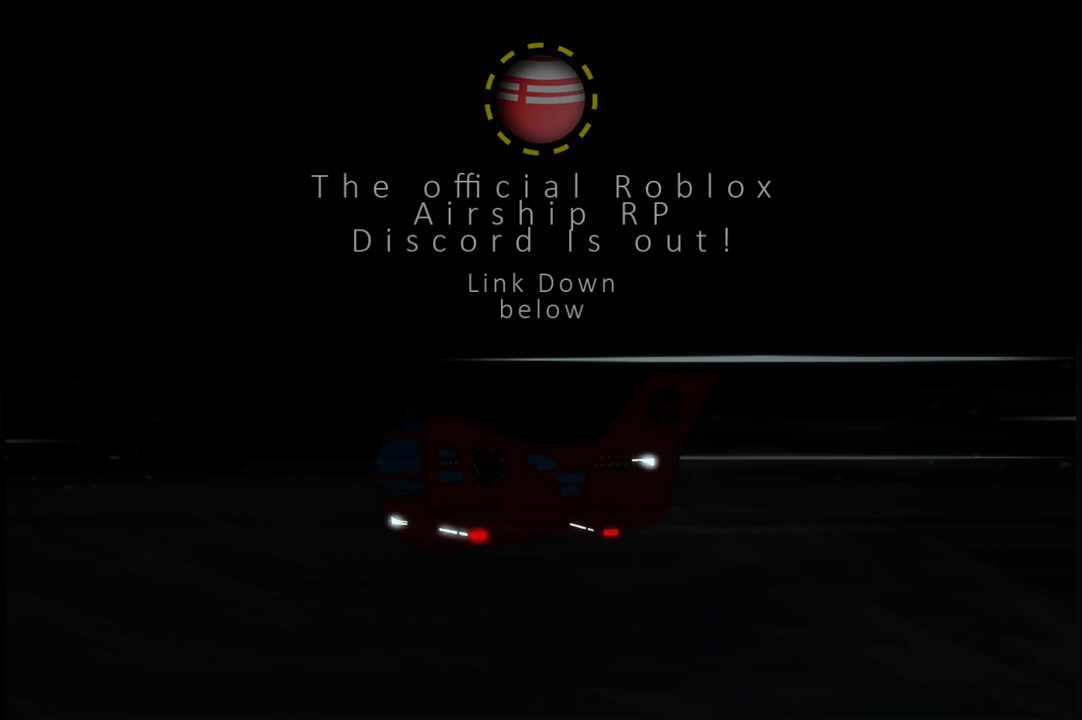 The official Roblox
Airship RP
Discord Is out!
Link Down
below